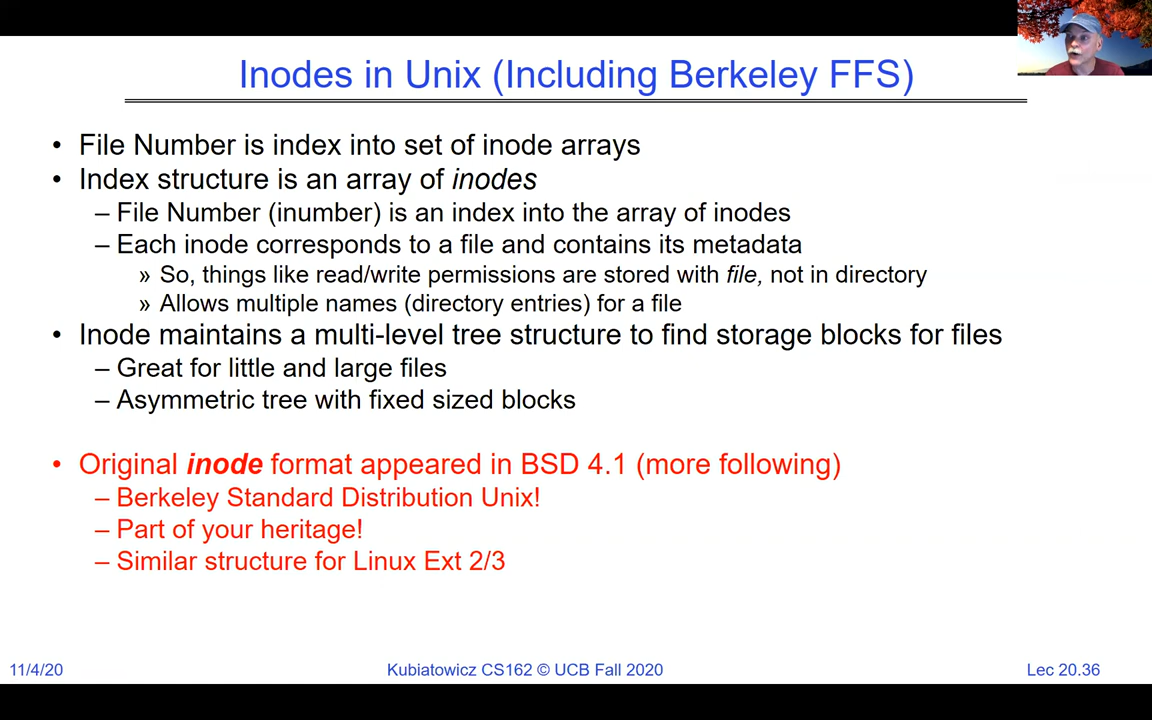 Inodes in Unix (Including Berkeley FFS)
• File Number is index into set of inode arrays
• Index structure is an array of inodes
– File Number (inumber) is an index into the array of inodes
– Each inode corresponds to a file and contains its metadata
» So, things like read/write permissions are stored with file, not in directory
» Allows multiple names (directory entries) for a file
• Inode maintains a multi-level tree structure to find storage blocks for files
– Great for little and large files
– Asymmetric tree with fixed sized blocks
• Original inode format appeared in BSD 4.1 (more following)
– Berkeley Standard Distribution Unix!
– Part of your heritage!
– Similar structure for Linux Ext 2/3
11/4/20
Kubiatowicz CS162 © UCB Fall 2020
Lec 20.36